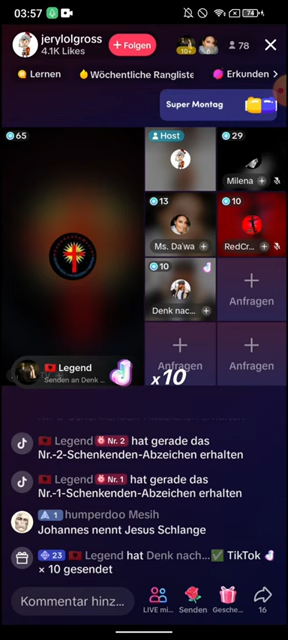 03:57
74
jerylolgross
4.1K Likes
+ Folgen
10+
78
Lernen
Wöchentliche Rangliste
Erkunden
Super Montag
65
Host
29
Milena
13
Ms. Da'wa
10
RedCr...
10
Denk nac...
Anfragen
Anfragen
Anfragen
Legend
Senden an Denk ...
x10
Legend Nr. 2 hat gerade das
Nr.-2-Schenkenden-Abzeichen erhalten
Legend Nr. 1 hat gerade das
Nr.-1-Schenkenden-Abzeichen erhalten
1 humperdoo Mesih
Johannes nennt Jesus Schlange
23 Legend hat Denk nach...✅ TikTok
× 10 gesendet
Kommentar hinz...
LIVE mi...
Senden
Gesche...
16